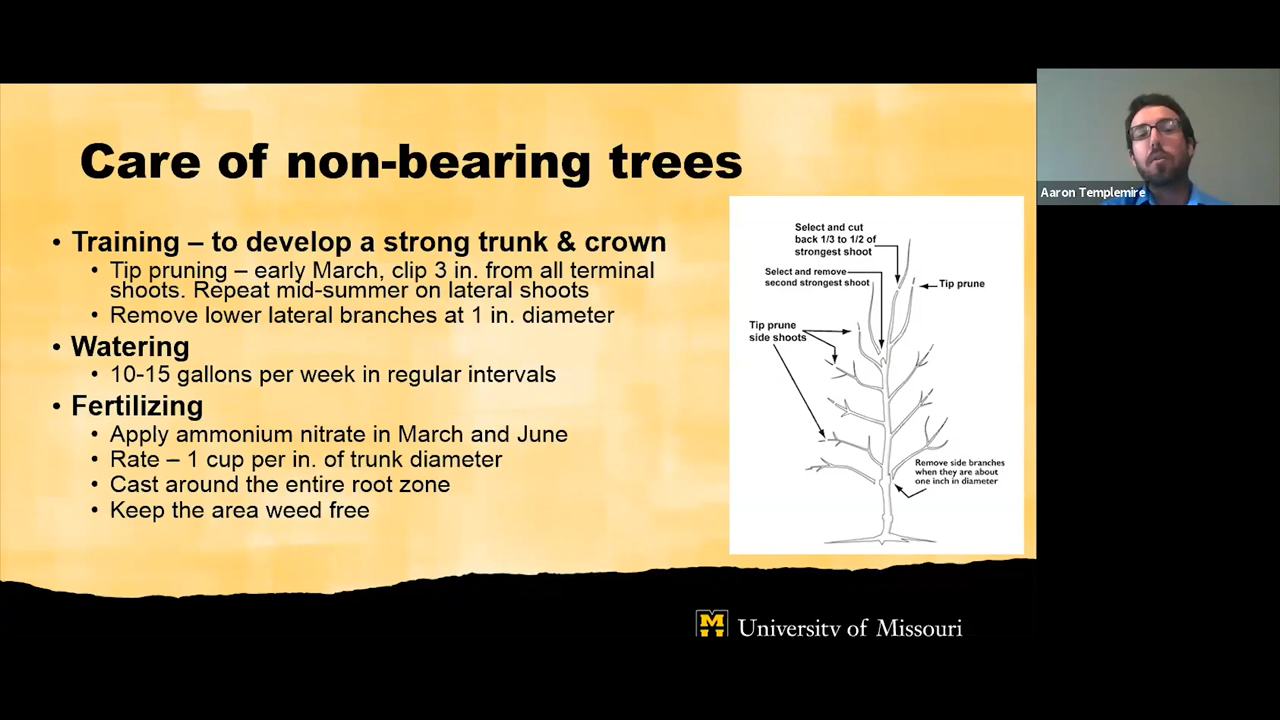 Care of non-bearing trees
• Training – to develop a strong trunk & crown
• Tip pruning – early March, clip 3 in. from all terminal
shoots. Repeat mid-summer on lateral shoots
• Remove lower lateral branches at 1 in. diameter
• Watering
• 10-15 gallons per week in regular intervals
• Fertilizing
• Apply ammonium nitrate in March and June
• Rate – 1 cup per in. of trunk diameter
• Cast around the entire root zone
• Keep the area weed free
Select and cut
back 1/3 to 1/2 of
strongest shoot
Select and remove
second strongest shoot
Tip prune
Tip prune
side shoots
Remove side branches
when they are about
one inch in diameter
University of Missouri
Aaron Templemire